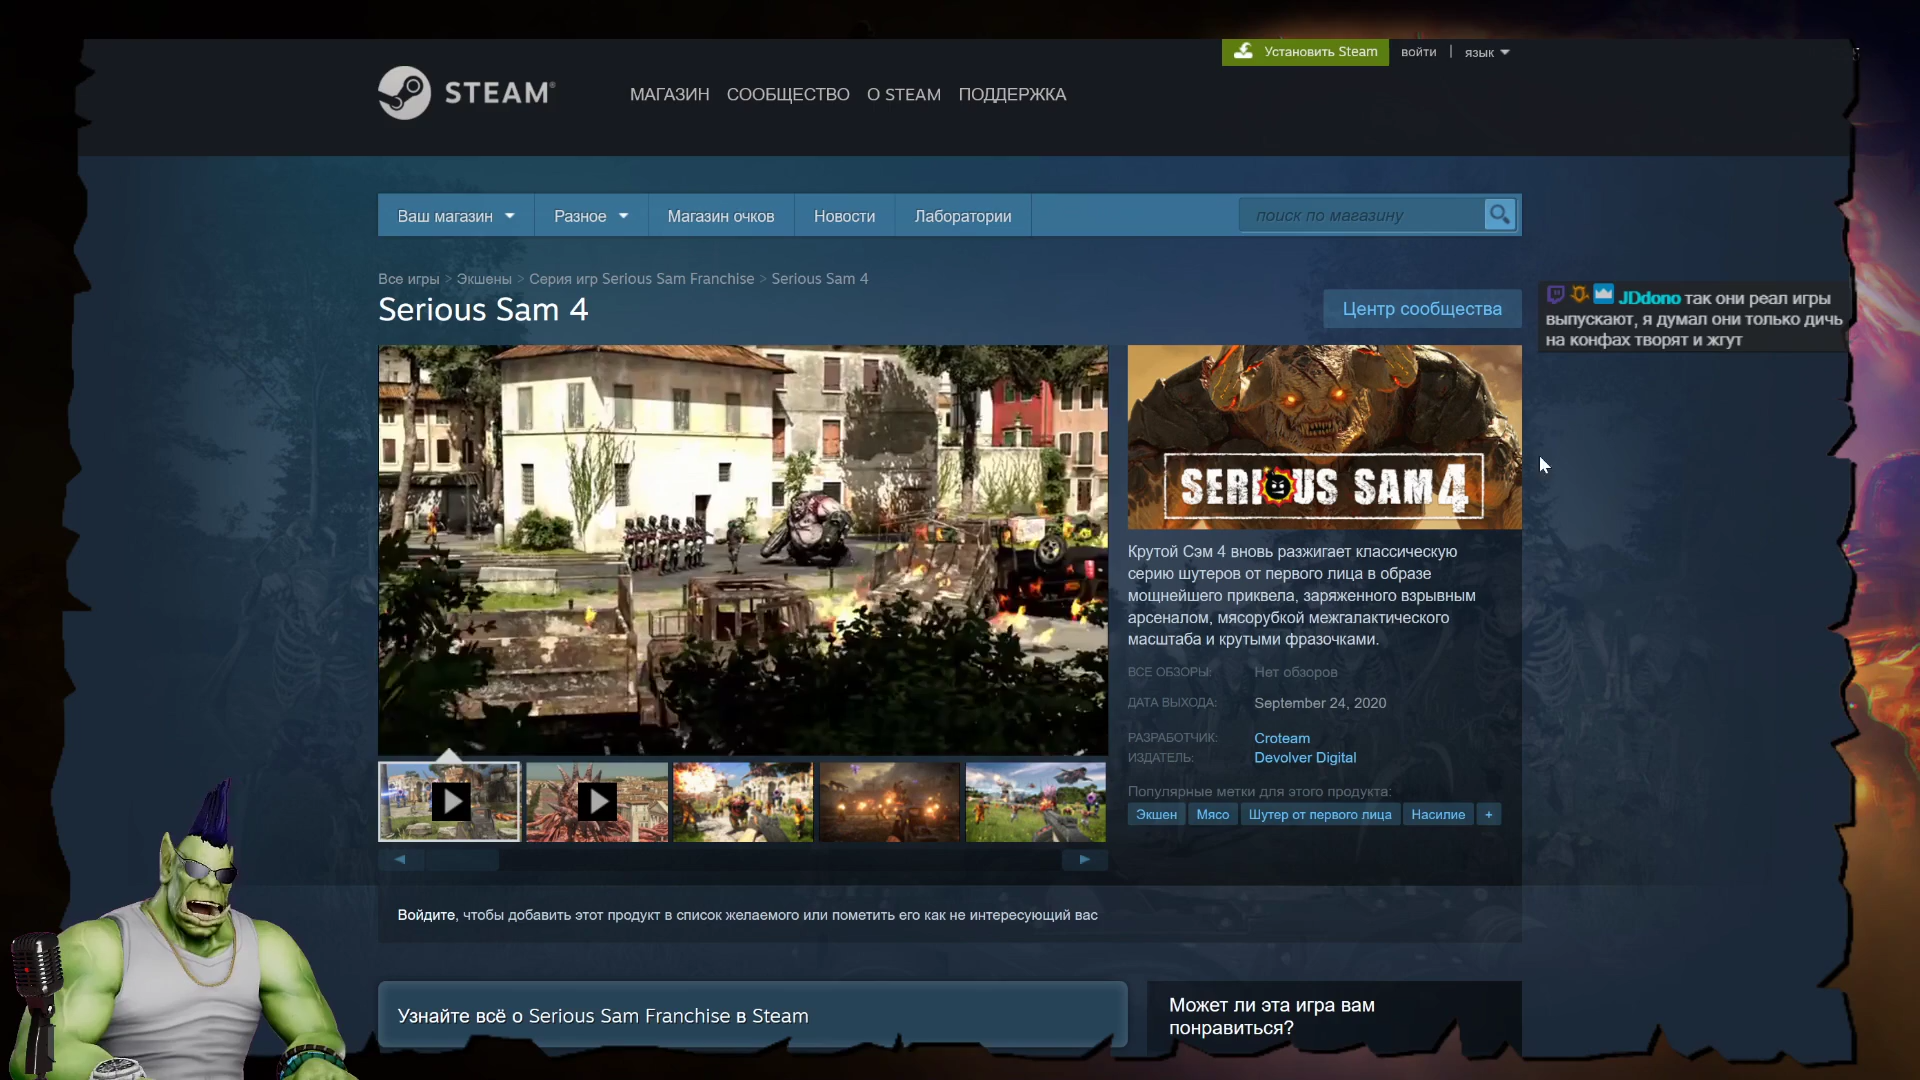 Установить Steam войти | язык
STEAM®
МАГАЗИН СООБЩЕСТВО О STEAM ПОДДЕРЖКА
Ваш магазин Разное Магазин очков Новости Лаборатории поиск по магазину
Все игры > Экшены > Серия игр Serious Sam Franchise > Serious Sam 4
Serious Sam 4
Центр сообщества
JDdono так они реал игры
выпускают, я думал они только дичь
на конфах творят и жгут
SERIOUS SAM 4
Крутой Сэм 4 вновь разжигает классическую
серию шутеров от первого лица в образе
мощнейшего приквела, заряженного взрывным
арсеналом, мясорубкой межгалактического
масштаба и крутыми фразочками.
ВСЕ ОБЗОРЫ: Нет обзоров
ДАТА ВЫХОДА: September 24, 2020
РАЗРАБОТЧИК: Croteam
ИЗДАТЕЛЬ: Devolver Digital
Популярные метки для этого продукта:
Экшен Мясо Шутер от первого лица Насилие +
Войдите, чтобы добавить этот продукт в список желаемого или пометить его как не интересующий вас
Узнайте всё о Serious Sam Franchise в Steam
Может ли эта игра вам
понравиться?